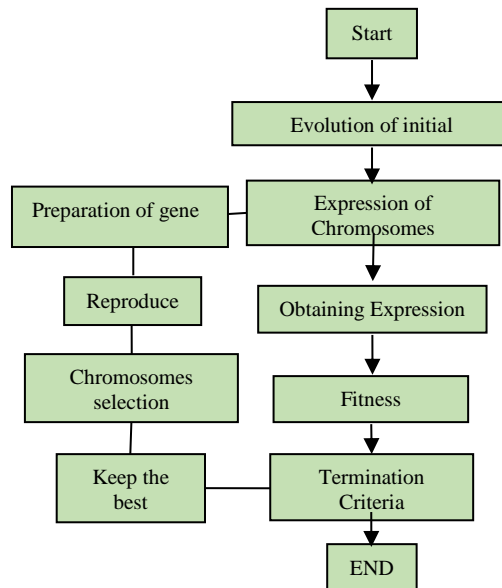 Start
Evolution of initial
Expression of
Chromosomes
Preparation of gene
Reproduce
Obtaining Expression
Chromosomes
selection
Fitness
Keep the
best
Termination
Criteria
END